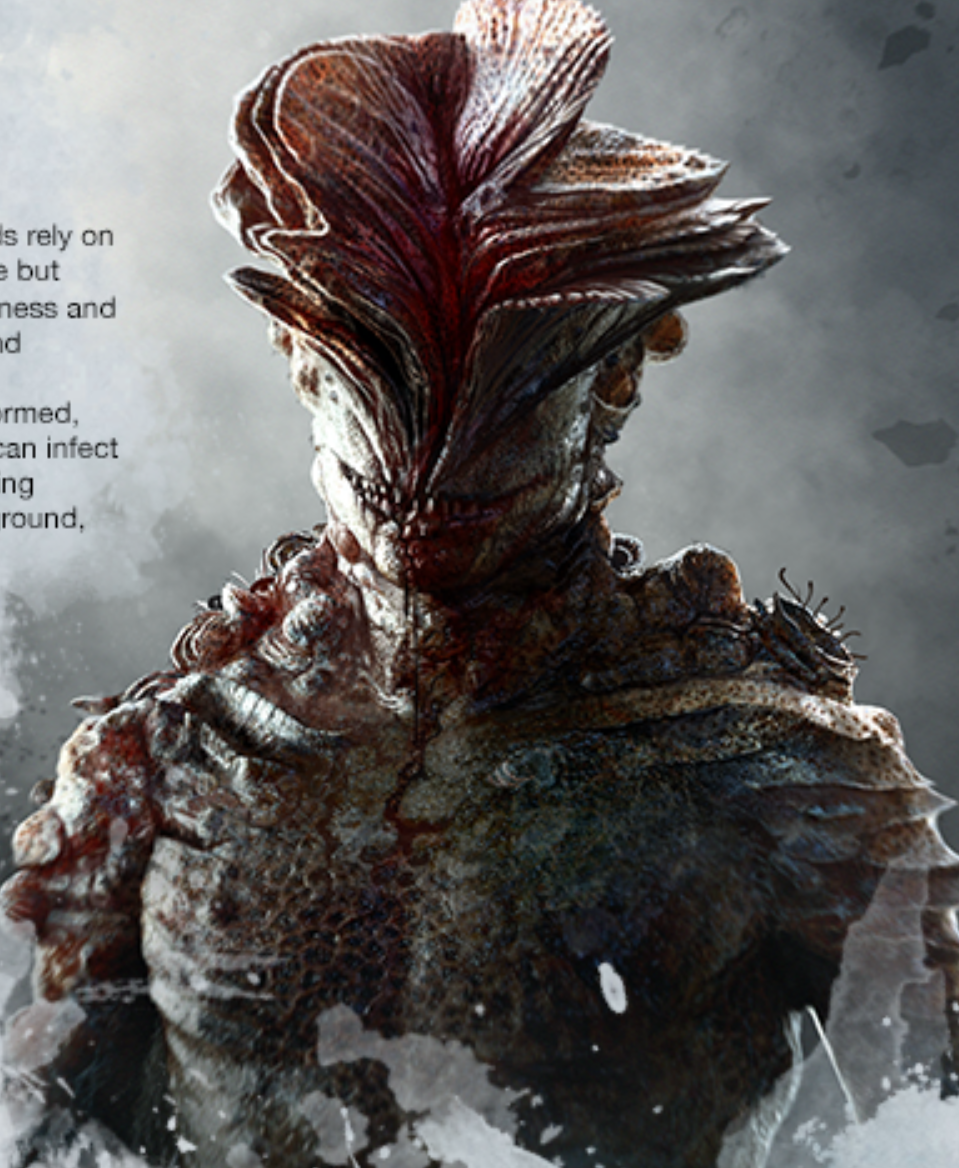 ls rely on
e but
ness and
nd
ormed,
can infect
ing
round,